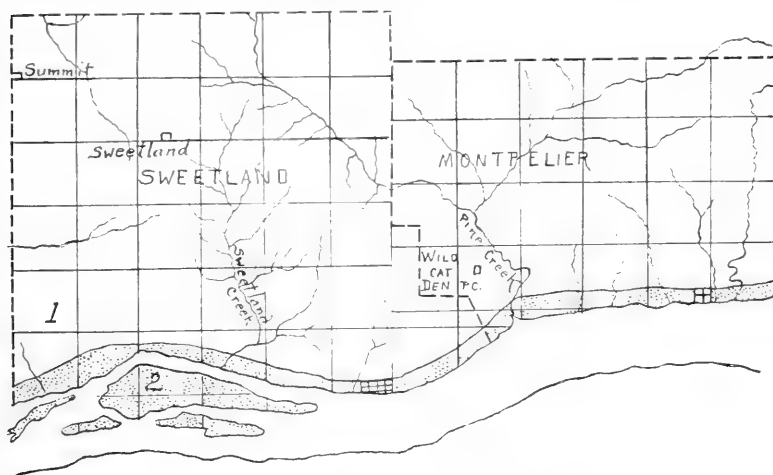 Summit
Sweetland
SWEETLAND
MONTPELIER
Pine Creek
WILD
CAT
DEN P.C.
Sweetland
Creek
1
2